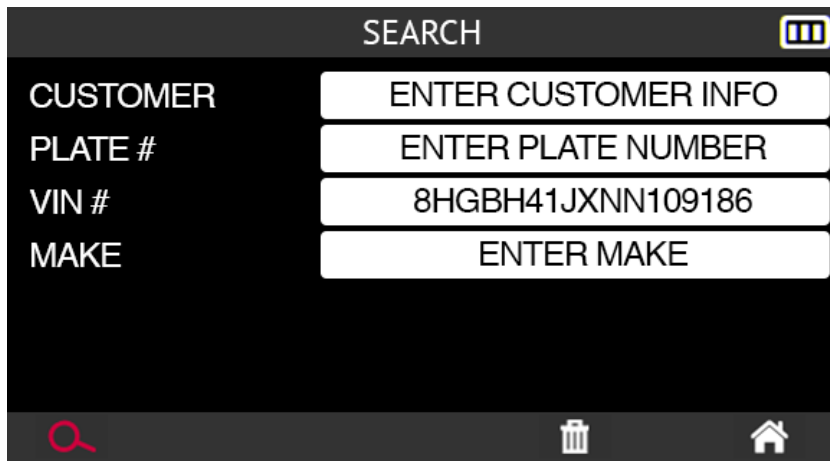 SEARCH
CUSTOMER ENTER CUSTOMER INFO
PLATE # ENTER PLATE NUMBER
VIN # 8HGBH41JXNN109186
MAKE ENTER MAKE